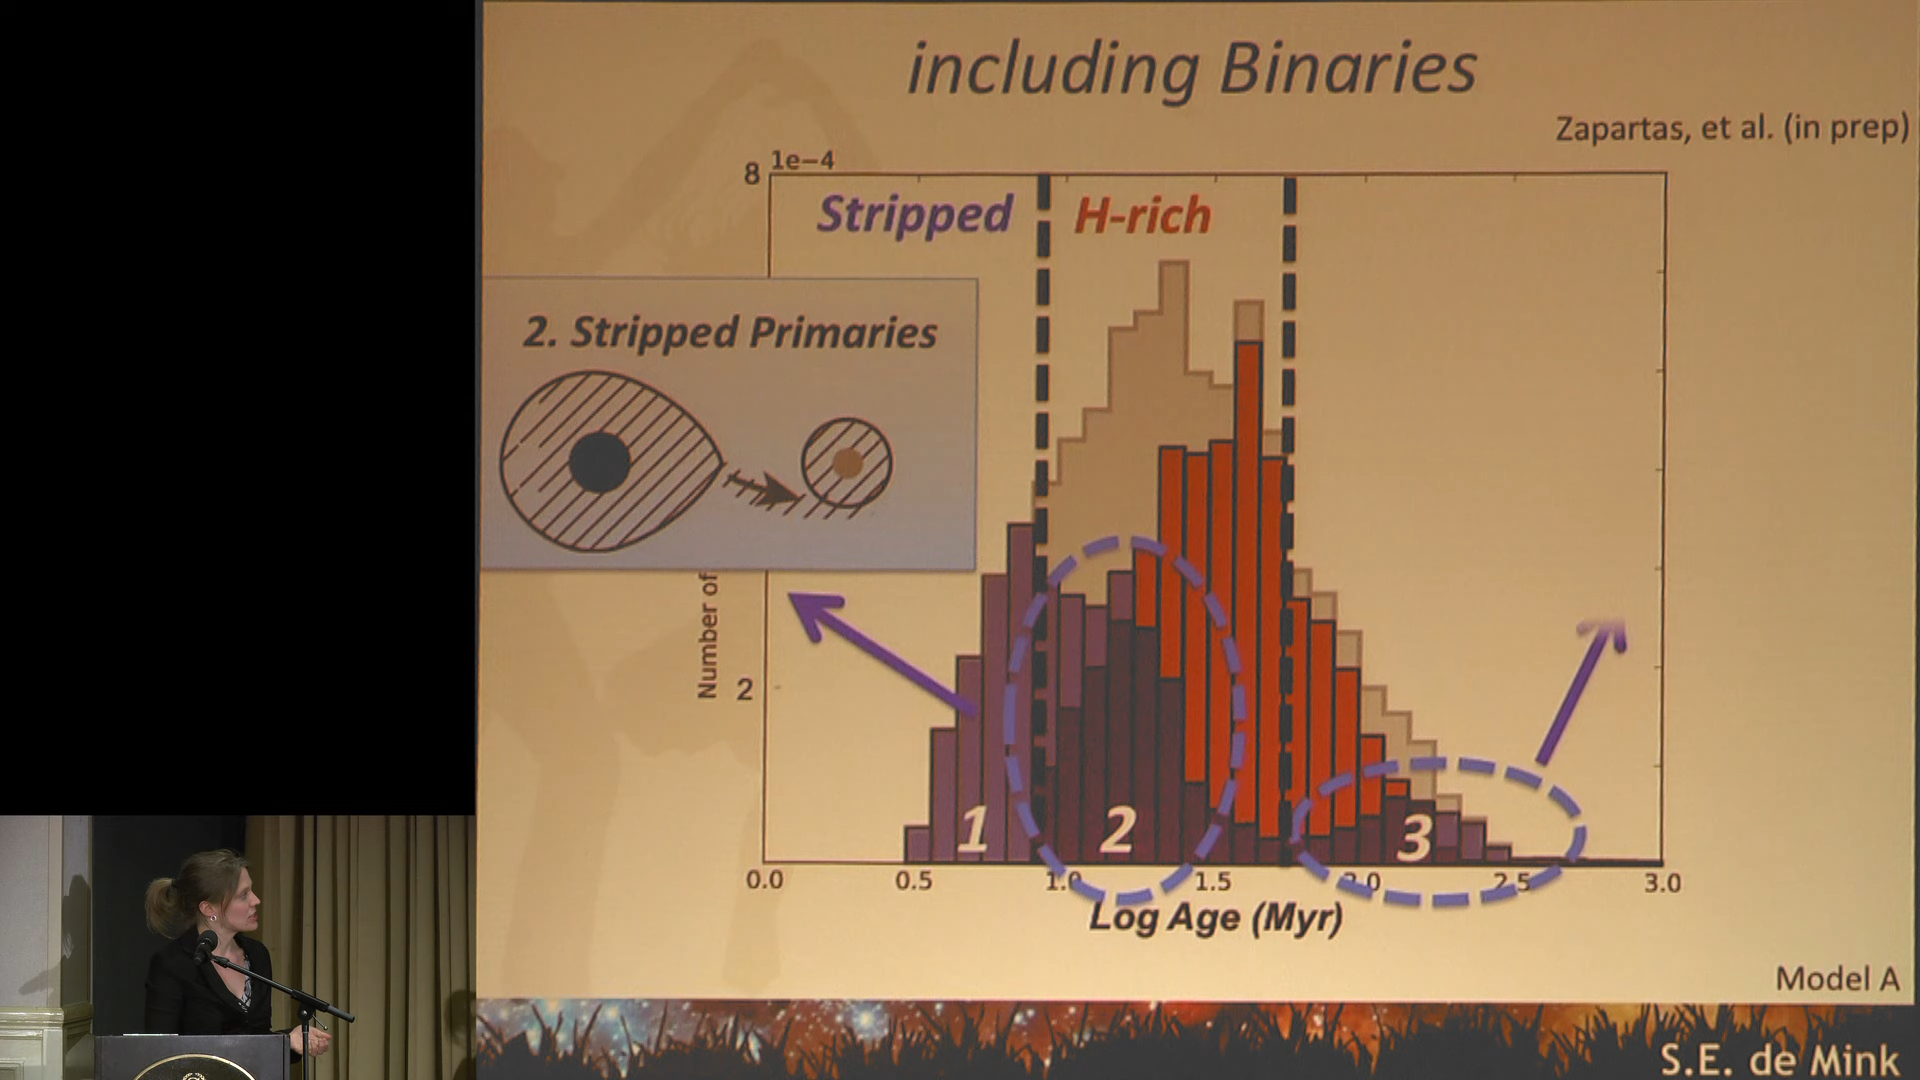 including Binaries
Zapartas, et al. (in prep)
1e−4
8
Stripped
H-rich
2. Stripped Primaries
Number of
2
1
2
3
0.0
0.5
1.0
1.5
2.0
2.5
3.0
Log Age (Myr)
Model A
S.E. de Mink